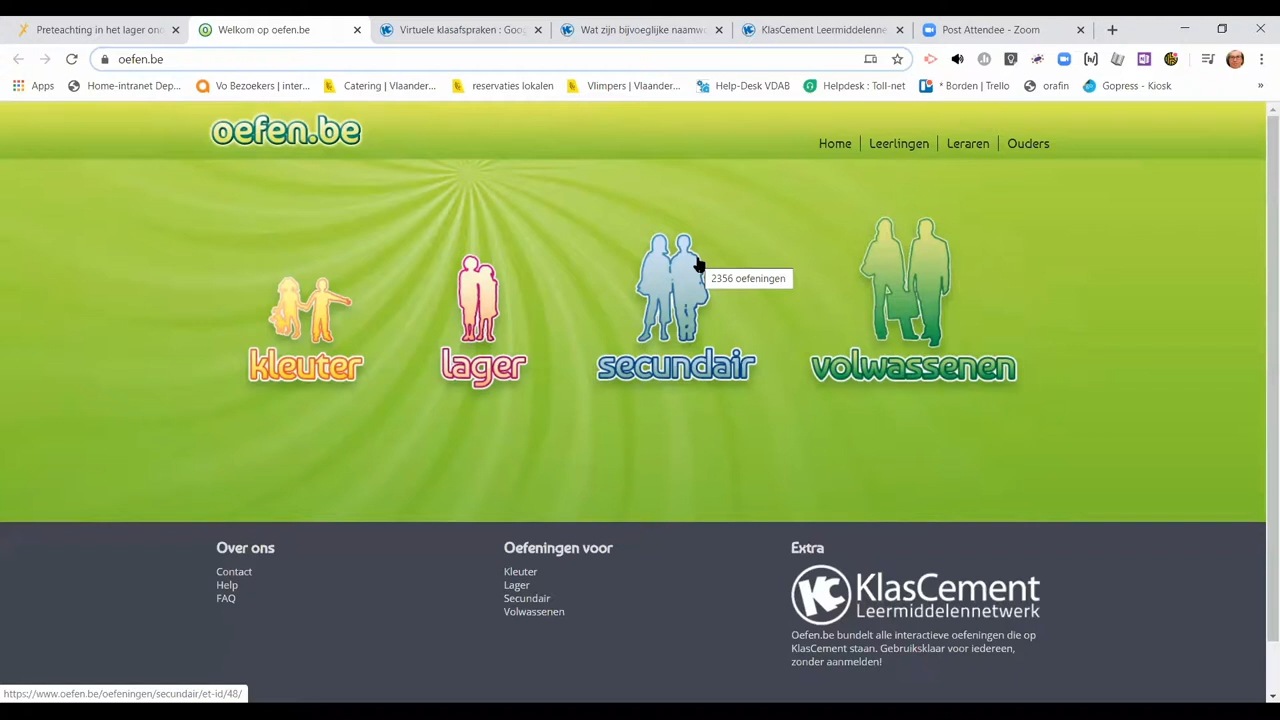 Preteaching in het lager ond
Welkom op oefen.be
Virtuele klasafspraken : Goog
Wat zijn bijvoeglijke naamwo
KlasCement Leermiddelenne
Post Attendee - Zoom
oefen.be
Apps
Home-intranet Dep...
Vo Bezoekers | inter...
Catering | Vlaander...
reservaties lokalen
Vlimpers | Vlaander...
Help-Desk VDAB
Helpdesk : Toll-net
* Borden | Trello
orafin
Gopress - Kiosk
»
oefen.be
Home
Leerlingen
Leraren
Ouders
2356 oefeningen
kleuter
lager
secundair
volwassenen
Over ons
Contact
Help
FAQ
Oefeningen voor
Kleuter
Lager
Secundair
Volwassenen
Extra
KC KlasCement
Leermiddelennetwerk
Oefen.be bundelt alle interactieve oefeningen die op
KlasCement staan. Gebruiksklaar voor iedereen,
zonder aanmelden!
https://www.oefen.be/oefeningen/secundair/et-id/48/